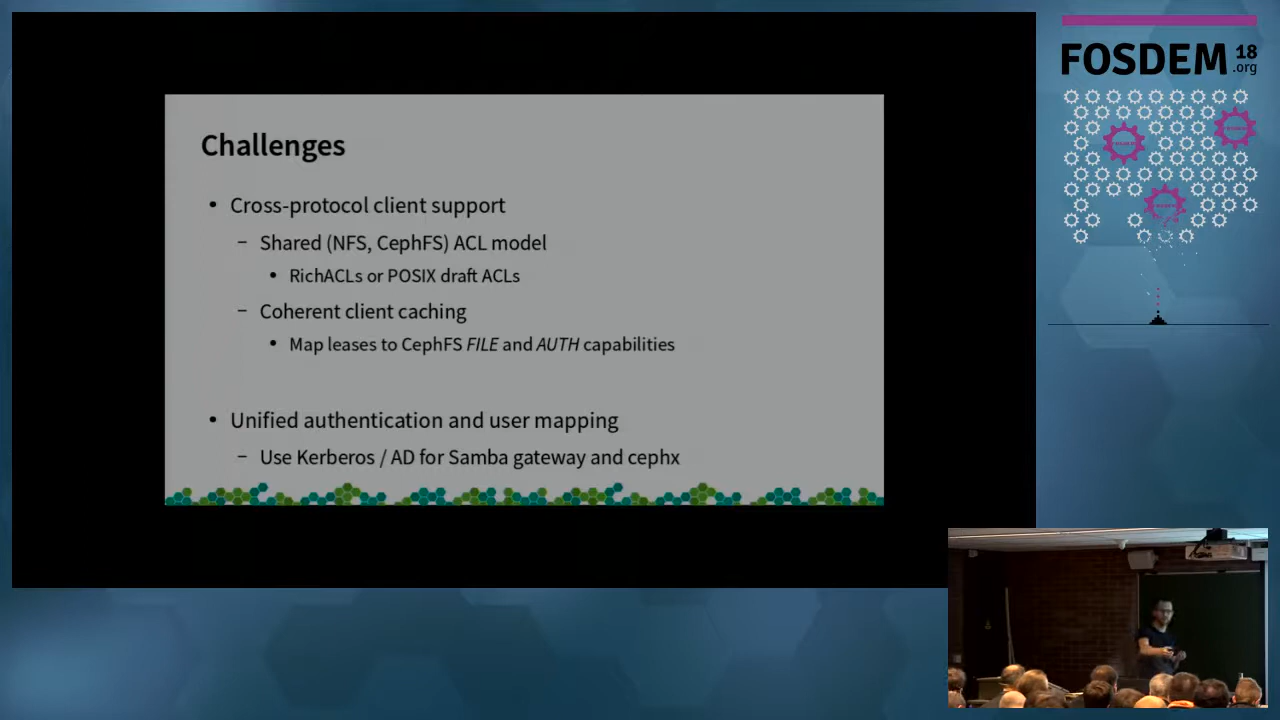 Challenges
• Cross-protocol client support
– Shared (NFS, CephFS) ACL model
• RichACLs or POSIX draft ACLs
– Coherent client caching
• Map leases to CephFS FILE and AUTH capabilities
• Unified authentication and user mapping
– Use Kerberos / AD for Samba gateway and cephx
FOSDEM 18
.org